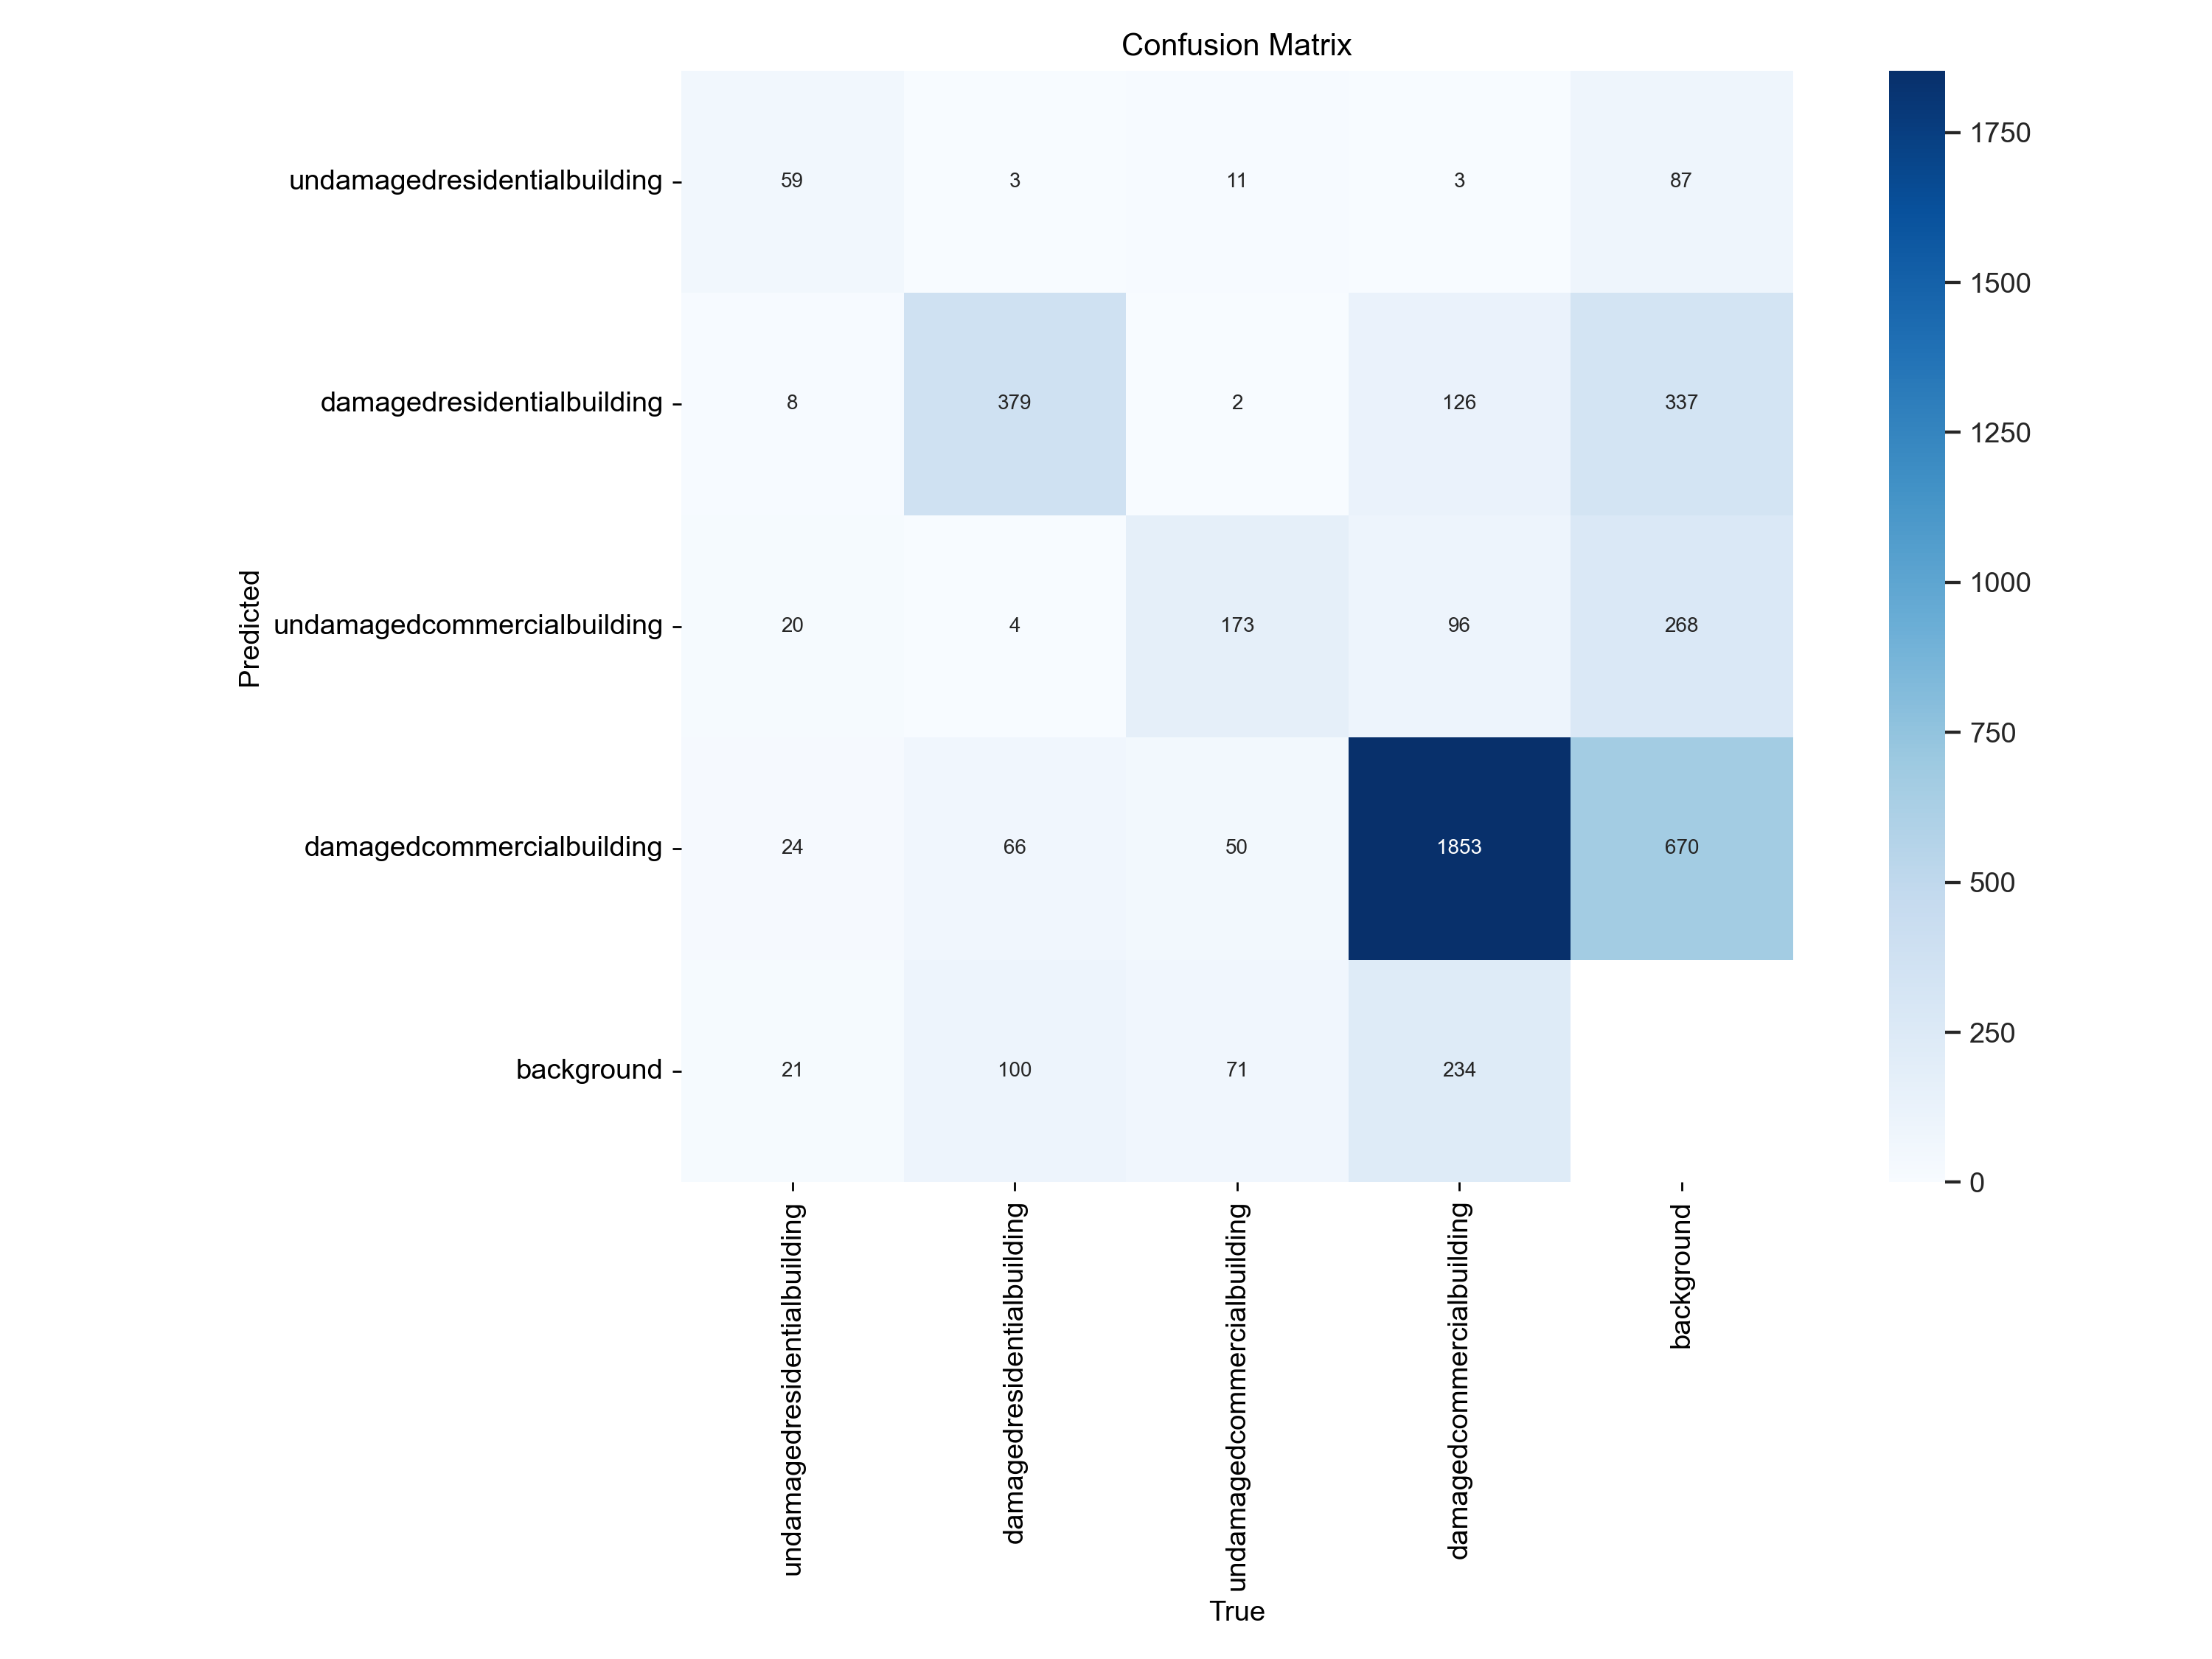 Confusion Matrix
undamagedresidentialbuilding
59 3 11 3 87
damagedresidentialbuilding
8 379 2 126 337
undamagedcommercialbuilding
20 4 173 96 268
damagedcommercialbuilding
24 66 50 1853 670
background
21 100 71 234
Predicted
undamagedresidentialbuilding
damagedresidentialbuilding
undamagedcommercialbuilding
damagedcommercialbuilding
background
True
1750
1500
1250
1000
750
500
250
0